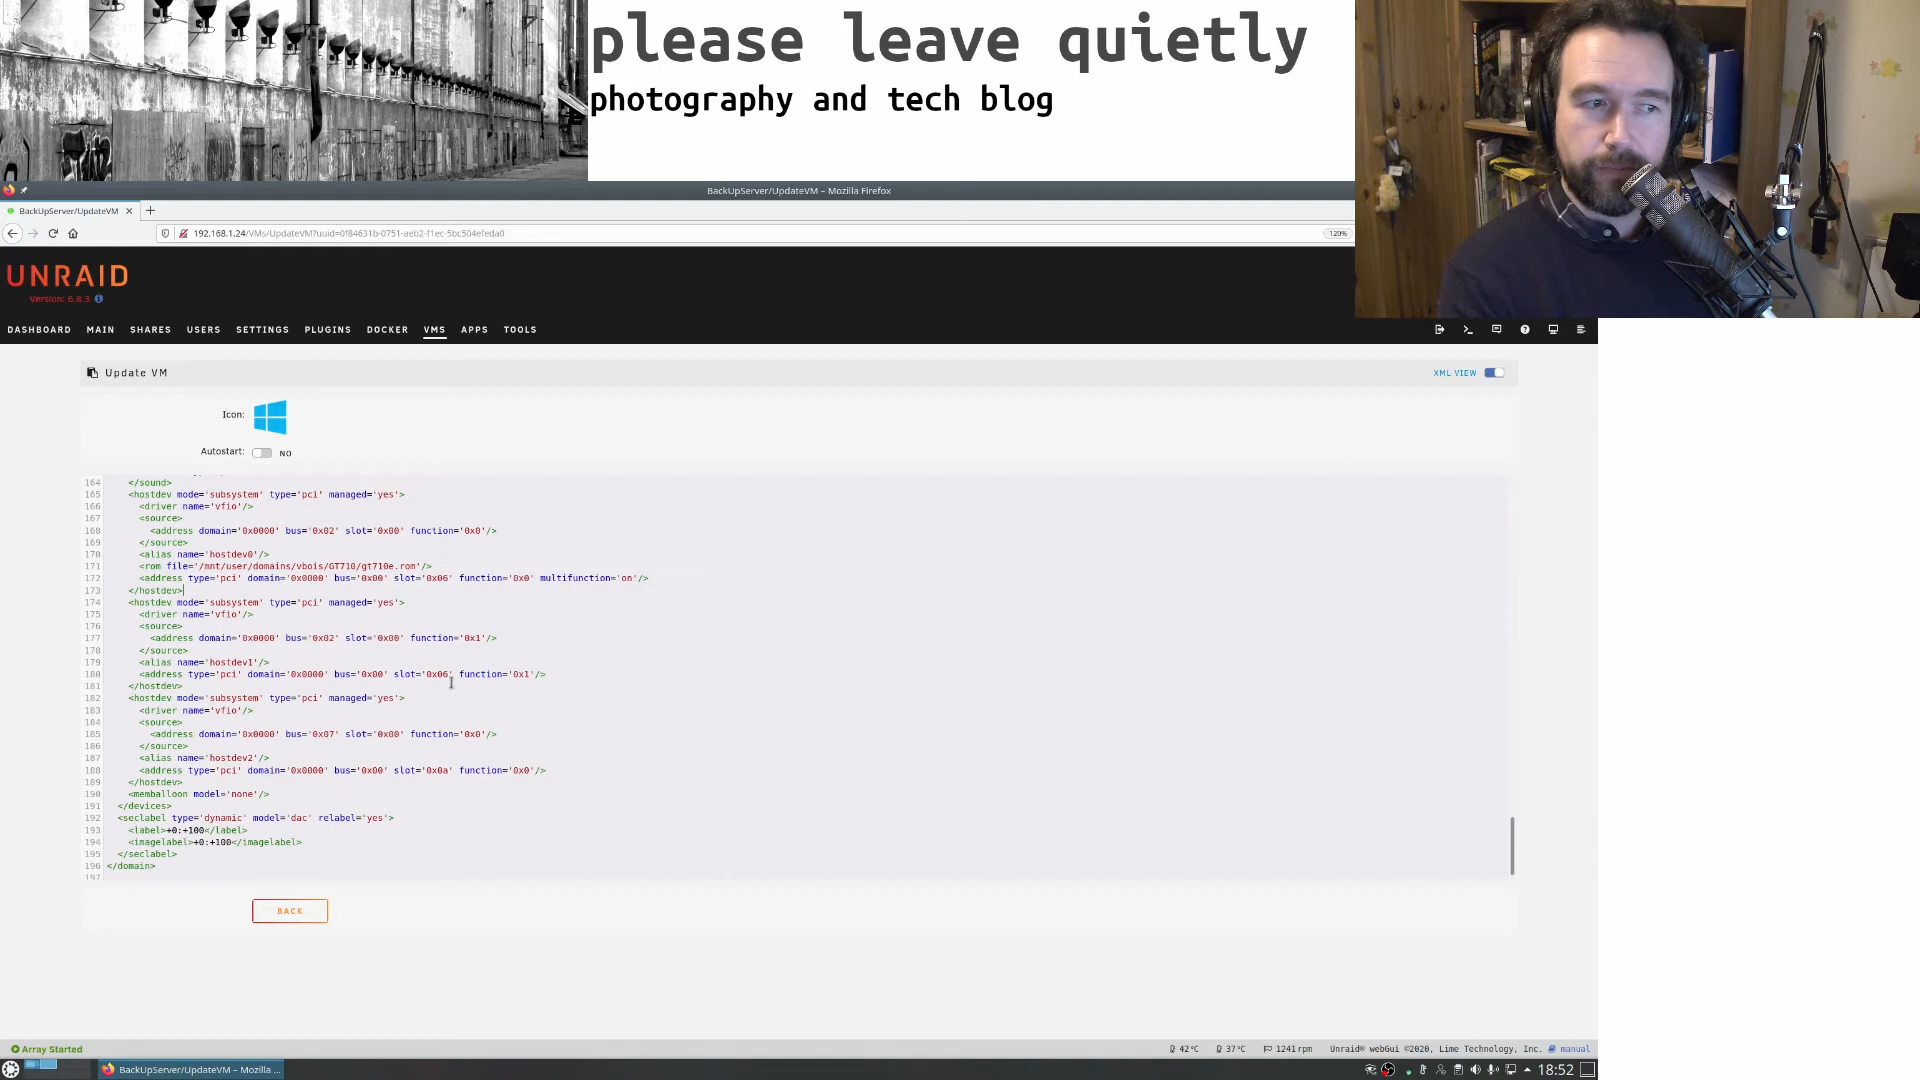 please leave quietly
photography and tech blog
BackUpServer/UpdateVM – Mozilla Firefox
BackUpServer/UpdateVM
192.168.1.24/VMs/UpdateVM?uuid=0f84631b-0751-aeb2-f1ec-5bc504efeda0
120%
UNRAID
Version: 6.8.3
DASHBOARD MAIN SHARES USERS SETTINGS PLUGINS DOCKER VMS APPS TOOLS
Update VM
XML VIEW
Icon:
Autostart: NO
164 </sound>
165 <hostdev mode='subsystem' type='pci' managed='yes'>
166 <driver name='vfio'/>
167 <source>
168 <address domain='0x0000' bus='0x02' slot='0x00' function='0x0'/>
169 </source>
170 <alias name='hostdev0'/>
171 <rom file='/mnt/user/domains/vbois/GT710/gt710e.rom'/>
172 <address type='pci' domain='0x0000' bus='0x00' slot='0x06' function='0x0' multifunction='on'/>
173 </hostdev>
174 <hostdev mode='subsystem' type='pci' managed='yes'>
175 <driver name='vfio'/>
176 <source>
177 <address domain='0x0000' bus='0x02' slot='0x00' function='0x1'/>
178 </source>
179 <alias name='hostdev1'/>
180 <address type='pci' domain='0x0000' bus='0x00' slot='0x06' function='0x1'/>
181 </hostdev>
182 <hostdev mode='subsystem' type='pci' managed='yes'>
183 <driver name='vfio'/>
184 <source>
185 <address domain='0x0000' bus='0x07' slot='0x00' function='0x0'/>
186 </source>
187 <alias name='hostdev2'/>
188 <address type='pci' domain='0x0000' bus='0x00' slot='0x0a' function='0x0'/>
189 </hostdev>
190 <memballoon model='none'/>
191 </devices>
192 <seclabel type='dynamic' model='dac' relabel='yes'>
193 <label>+0:+100</label>
194 <imagelabel>+0:+100</imagelabel>
195 </seclabel>
196 </domain>
197
BACK
Array Started
42°C 37°C 1241 rpm Unraid® webGui ©2020, Lime Technology, Inc. manual
BackUpServer/UpdateVM – Mozilla ...
18:52